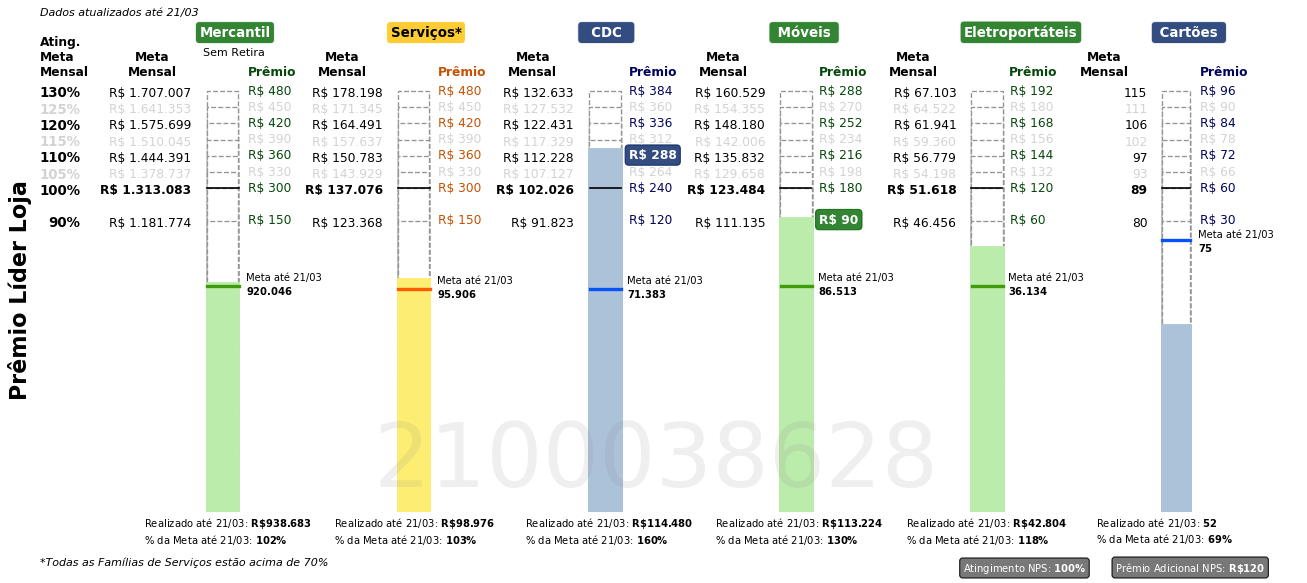 Dados atualizados até 21/03
Mercantil Serviços* CDC Móveis Eletroportáteis Cartões
Sem Retira
Ating. Meta Mensal Meta Mensal Prêmio Meta Mensal Prêmio Meta Mensal Prêmio Meta Mensal Prêmio Meta Mensal Prêmio Meta Mensal Prêmio
130% R$ 1.707.007 R$ 480 R$ 178.198 R$ 480 R$ 132.633 R$ 384 R$ 160.529 R$ 288 R$ 67.103 R$ 192 115 R$ 96
125% R$ 1.641.353 R$ 450 R$ 171.345 R$ 450 R$ 127.532 R$ 360 R$ 154.355 R$ 270 R$ 64.522 R$ 180 111 R$ 90
120% R$ 1.575.699 R$ 420 R$ 164.491 R$ 420 R$ 122.431 R$ 336 R$ 148.180 R$ 252 R$ 61.941 R$ 168 106 R$ 84
115% R$ 1.510.045 R$ 390 R$ 157.637 R$ 390 R$ 117.329 R$ 312 R$ 142.006 R$ 234 R$ 59.360 R$ 156 102 R$ 78
110% R$ 1.444.391 R$ 360 R$ 150.783 R$ 360 R$ 112.228 R$ 288 R$ 135.832 R$ 216 R$ 56.779 R$ 144 97 R$ 72
105% R$ 1.378.737 R$ 330 R$ 143.929 R$ 330 R$ 107.127 R$ 264 R$ 129.658 R$ 198 R$ 54.198 R$ 132 93 R$ 66
100% R$ 1.313.083 R$ 300 R$ 137.076 R$ 300 R$ 102.026 R$ 240 R$ 123.484 R$ 180 R$ 51.618 R$ 120 89 R$ 60
90% R$ 1.181.774 R$ 150 R$ 123.368 R$ 150 R$ 91.823 R$ 120 R$ 111.135 R$ 90 R$ 46.456 R$ 60 80 R$ 30
Prêmio Líder Loja
Meta até 21/03
920.046
Meta até 21/03
95.906
Meta até 21/03
71.383
Meta até 21/03
86.513
Meta até 21/03
36.134
Meta até 21/03
75
2100038628
Realizado até 21/03: R$938.683
% da Meta até 21/03: 102%
Realizado até 21/03: R$98.976
% da Meta até 21/03: 103%
Realizado até 21/03: R$114.480
% da Meta até 21/03: 160%
Realizado até 21/03: R$113.224
% da Meta até 21/03: 130%
Realizado até 21/03: R$42.804
% da Meta até 21/03: 118%
Realizado até 21/03: 52
% da Meta até 21/03: 69%
*Todas as Famílias de Serviços estão acima de 70%
Atingimento NPS: 100%
Prêmio Adicional NPS: R$120